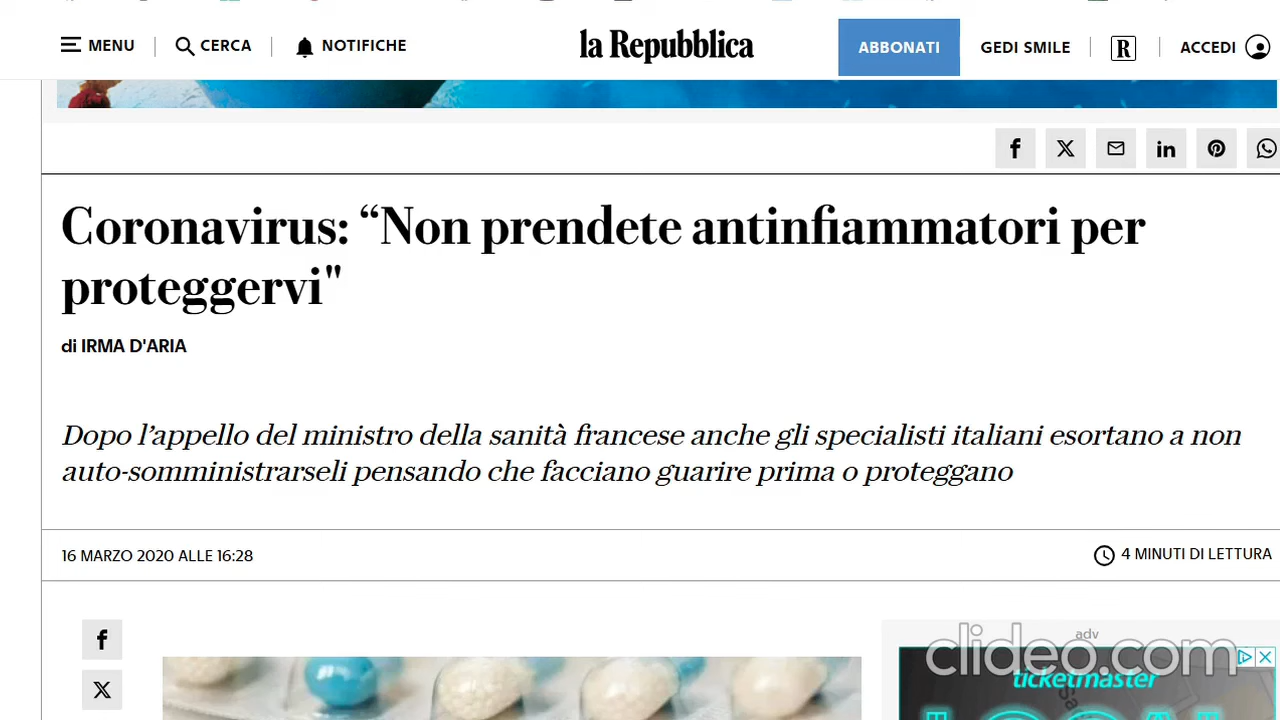 MENU
CERCA
NOTIFICHE
la Repubblica
ABBONATI
GEDI SMILE
R
ACCEDI
Coronavirus: “Non prendete antinfiammatori per
proteggervi"
di IRMA D'ARIA
Dopo l’appello del ministro della sanità francese anche gli specialisti italiani esortano a non
auto-somministrarseli pensando che facciano guarire prima o proteggano
16 MARZO 2020 ALLE 16:28
4 MINUTI DI LETTURA
adv
clideo.com
ticketmaster